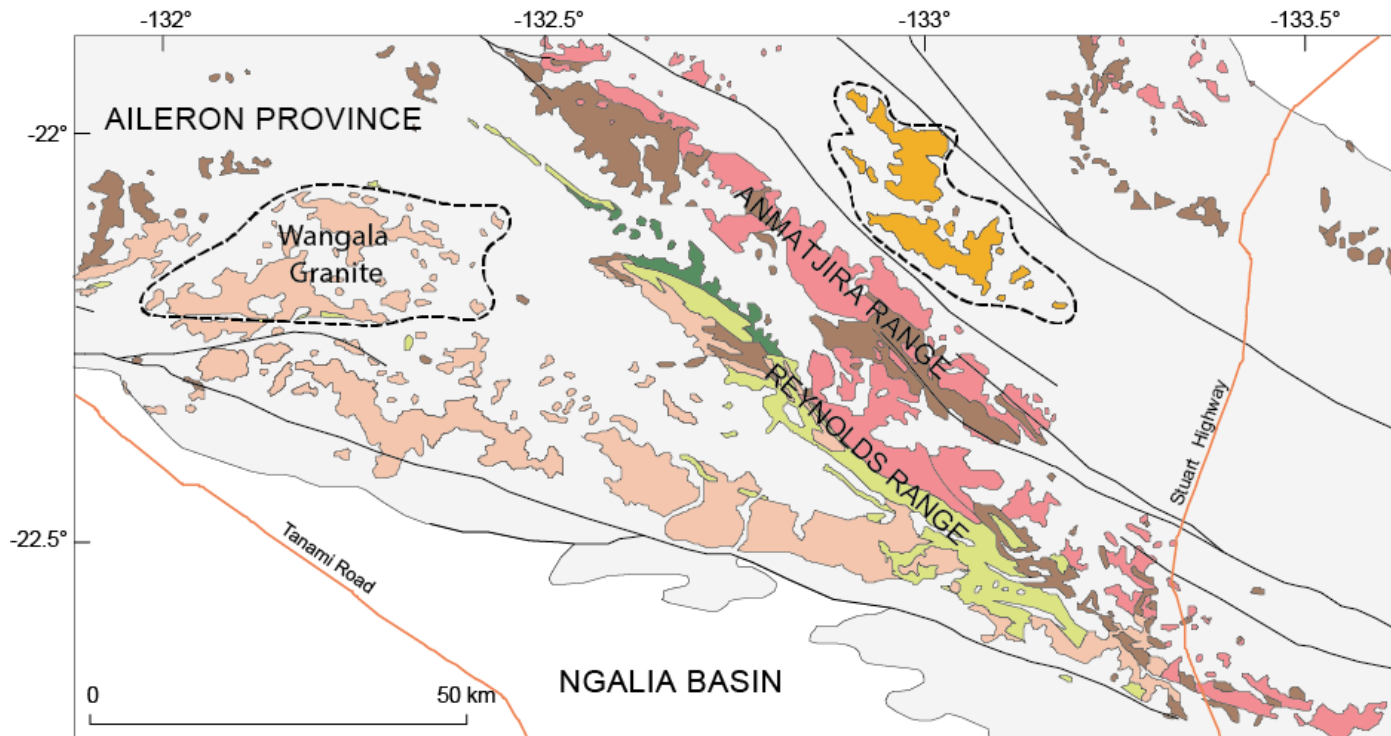 -132°
-132.5°
-133°
-133.5°
-22°
AILERON PROVINCE
Wangala
Granite
ANMATJIRA RANGE
REYNOLDS RANGE
Stuart Highway
-22.5°
Tanami Road
NGALIA BASIN
0
50 km